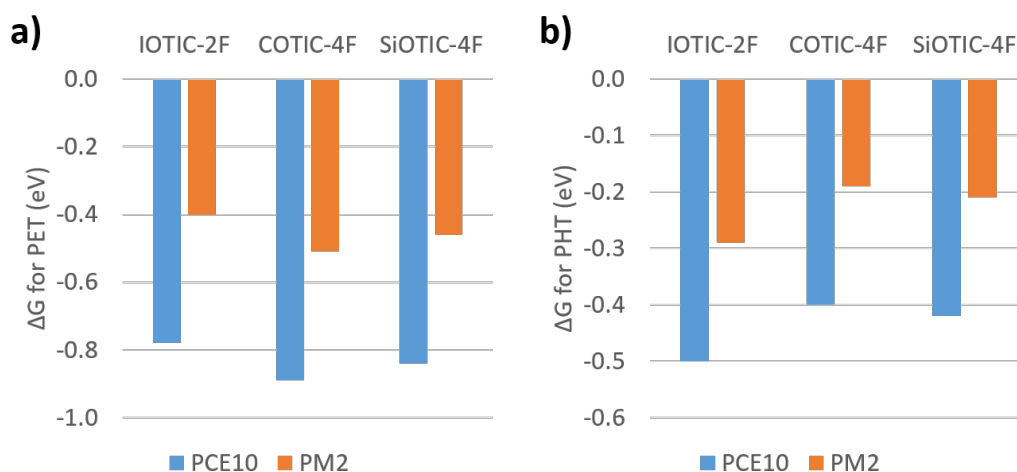 a)
IOTIC-2F COTIC-4F SiOTIC-4F
0.0
-0.2
-0.4
-0.6
-0.8
-1.0
ΔG for PET (eV)
PCE10 PM2
b)
IOTIC-2F COTIC-4F SiOTIC-4F
0.0
-0.1
-0.2
-0.3
-0.4
-0.5
-0.6
ΔG for PHT (eV)
PCE10 PM2